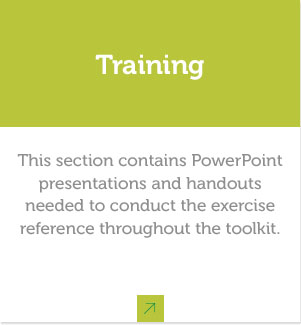 Training
This section contains PowerPoint
presentations and handouts
needed to conduct the exercise
reference throughout the toolkit.